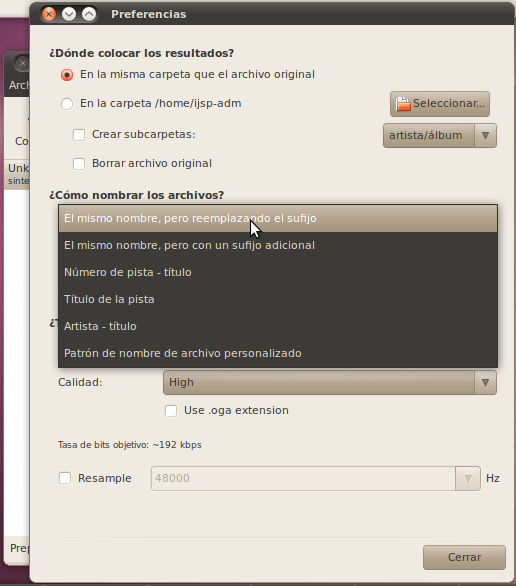 Preferencias
¿Dónde colocar los resultados?
En la misma carpeta que el archivo original
En la carpeta /home/ijsp-adm
Seleccionar...
Crear subcarpetas:
artista/álbum
Borrar archivo original
¿Cómo nombrar los archivos?
El mismo nombre, pero reemplazando el sufijo
El mismo nombre, pero con un sufijo adicional
Número de pista - título
Título de la pista
Artista - título
Patrón de nombre de archivo personalizado
Calidad:
High
Use .oga extension
Tasa de bits objetivo: ~192 kbps
Resample
48000
Hz
Cerrar
Arch
Co
Unk
sinte
Prep